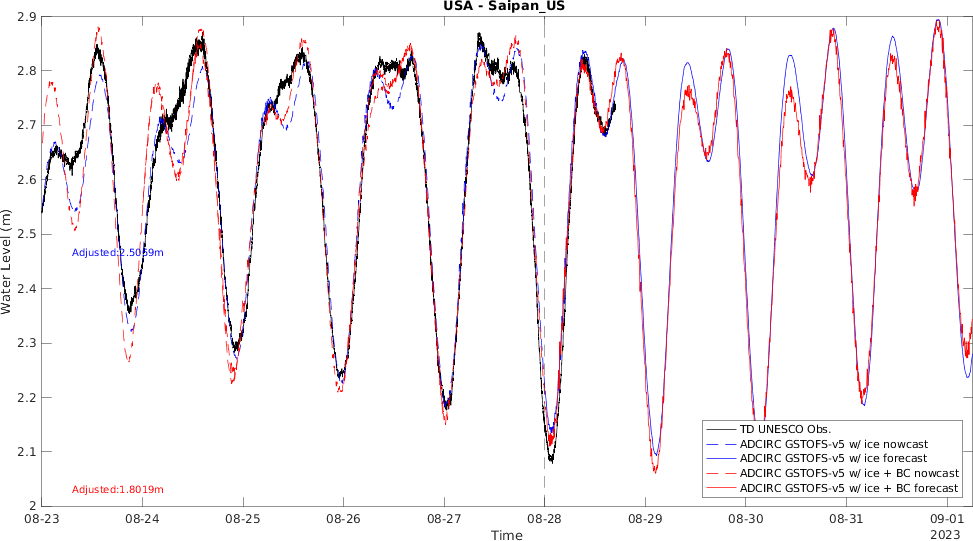 USA - Saipan_US
Water Level (m)
2.9
2.8
2.7
2.6
2.5
2.4
2.3
2.2
2.1
2
Adjusted:2.5059m
Adjusted:1.8019m
TD UNESCO Obs.
ADCIRC GSTOFS-v5 w/ ice nowcast
ADCIRC GSTOFS-v5 w/ ice forecast
ADCIRC GSTOFS-v5 w/ ice + BC nowcast
ADCIRC GSTOFS-v5 w/ ice + BC forecast
08-23 08-24 08-25 08-26 08-27 08-28 08-29 08-30 08-31 09-01
2023
Time